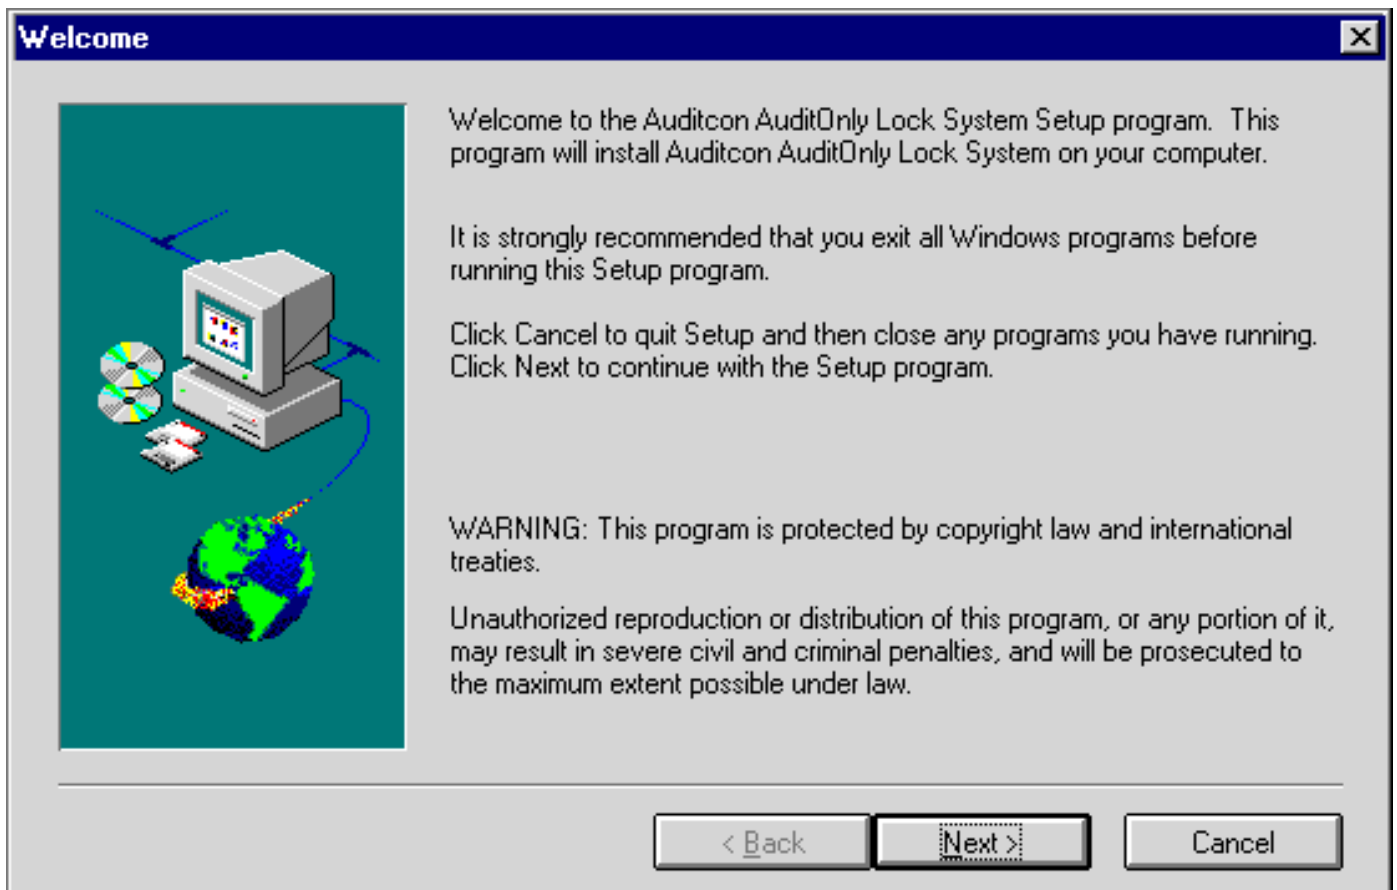 Welcome
Welcome to the Auditcon AuditOnly Lock System Setup program.  This
program will install Auditcon AuditOnly Lock System on your computer.
It is strongly recommended that you exit all Windows programs before
running this Setup program.
Click Cancel to quit Setup and then close any programs you have running.
Click Next to continue with the Setup program.
WARNING: This program is protected by copyright law and international
treaties.
Unauthorized reproduction or distribution of this program, or any portion of it,
may result in severe civil and criminal penalties, and will be prosecuted to
the maximum extent possible under law.
< Back
Next >
Cancel